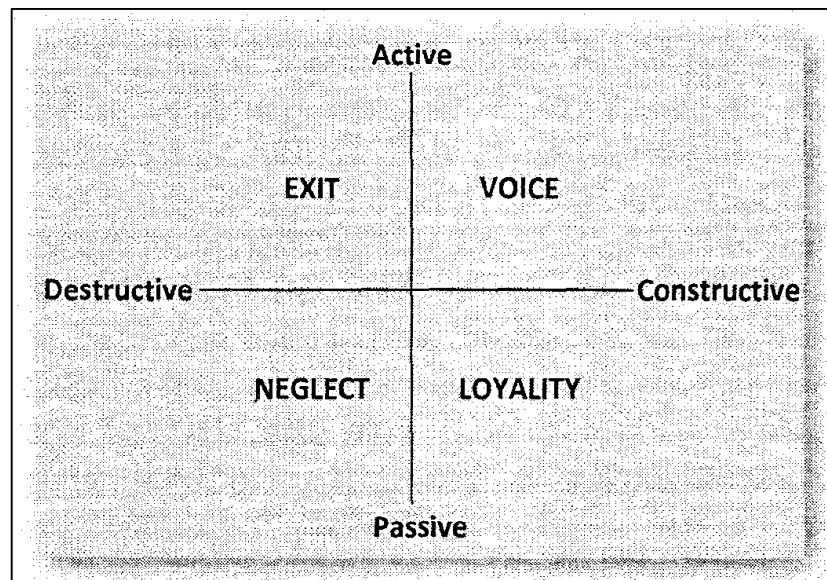 Active
EXIT VOICE
Destructive Constructive
NEGLECT LOYALITY
Passive